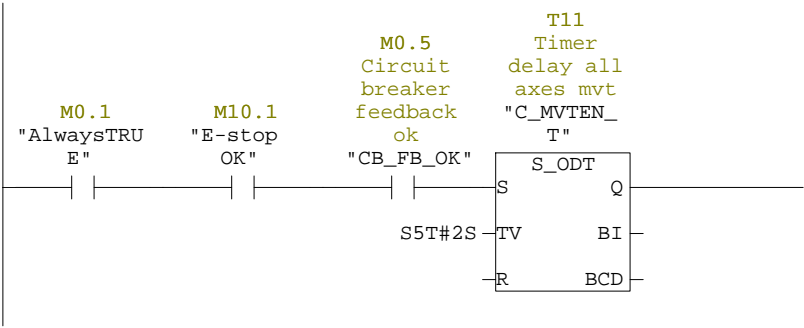 T11
M0.5
Timer
Circuit
delay all
breaker
axes mvt
M0.1
M10.1
feedback
"C_MVTEN_
"AlwaysTRU
"E-stop
ok
T"
E"
OK"
"CB_FB_OK"
S_ODT
S
Q
S5T#2S
TV
BI
R
BCD